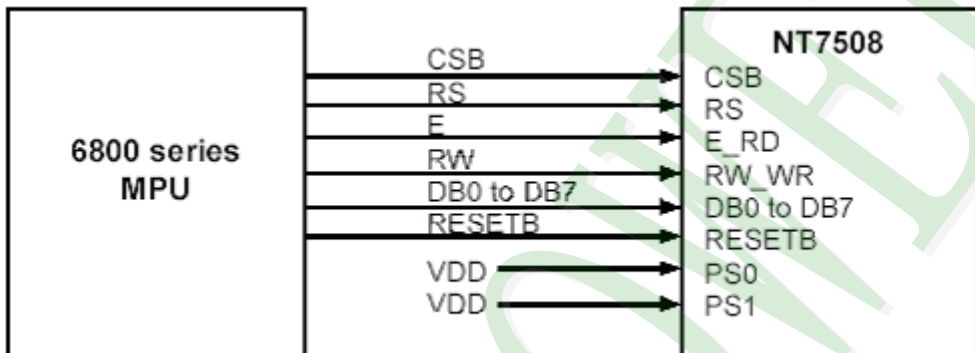 6800 series
MPU
CSB
RS
E
RW
DB0 to DB7
RESETB
VDD
VDD
NT7508
CSB
RS
E_RD
RW_WR
DB0 to DB7
RESETB
PS0
PS1